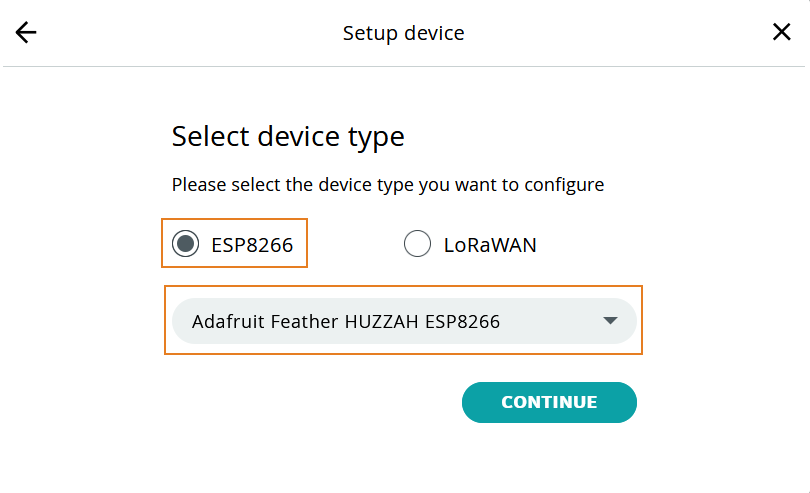 Setup device
Select device type
Please select the device type you want to configure
ESP8266 LoRaWAN
Adafruit Feather HUZZAH ESP8266
CONTINUE